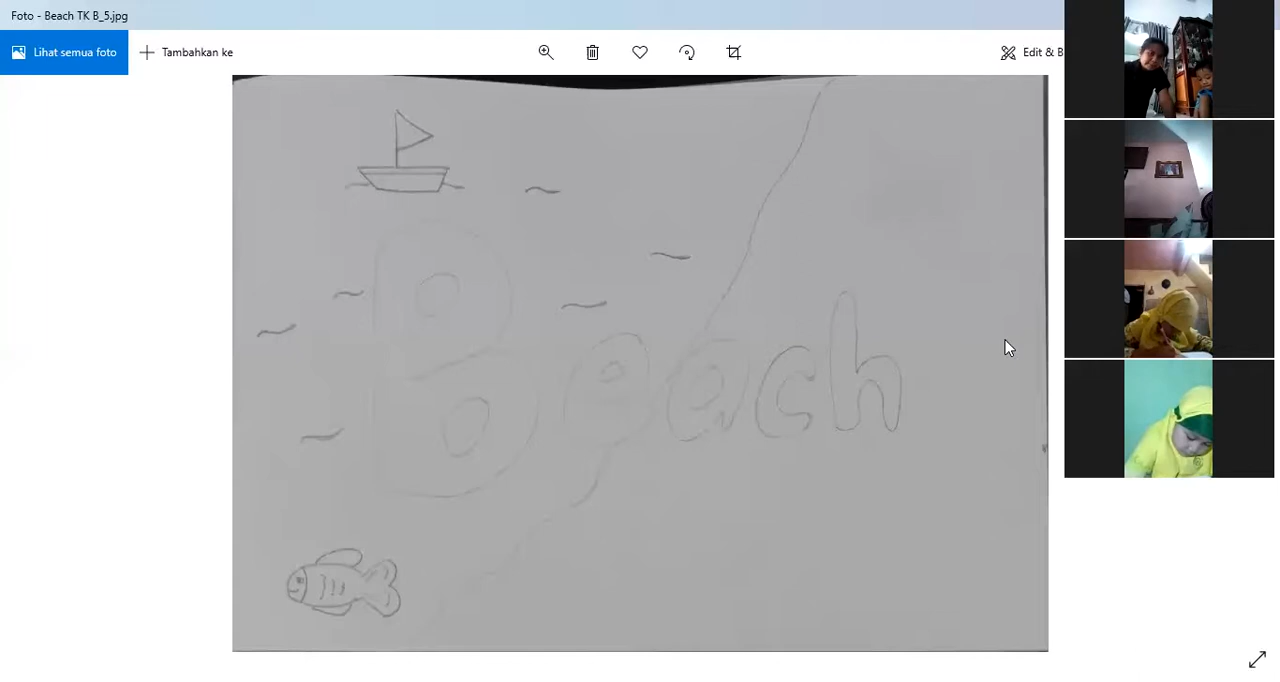 Foto - Beach TK B_5.jpg
Lihat semua foto
Tambahkan ke
Edit & B
Beach